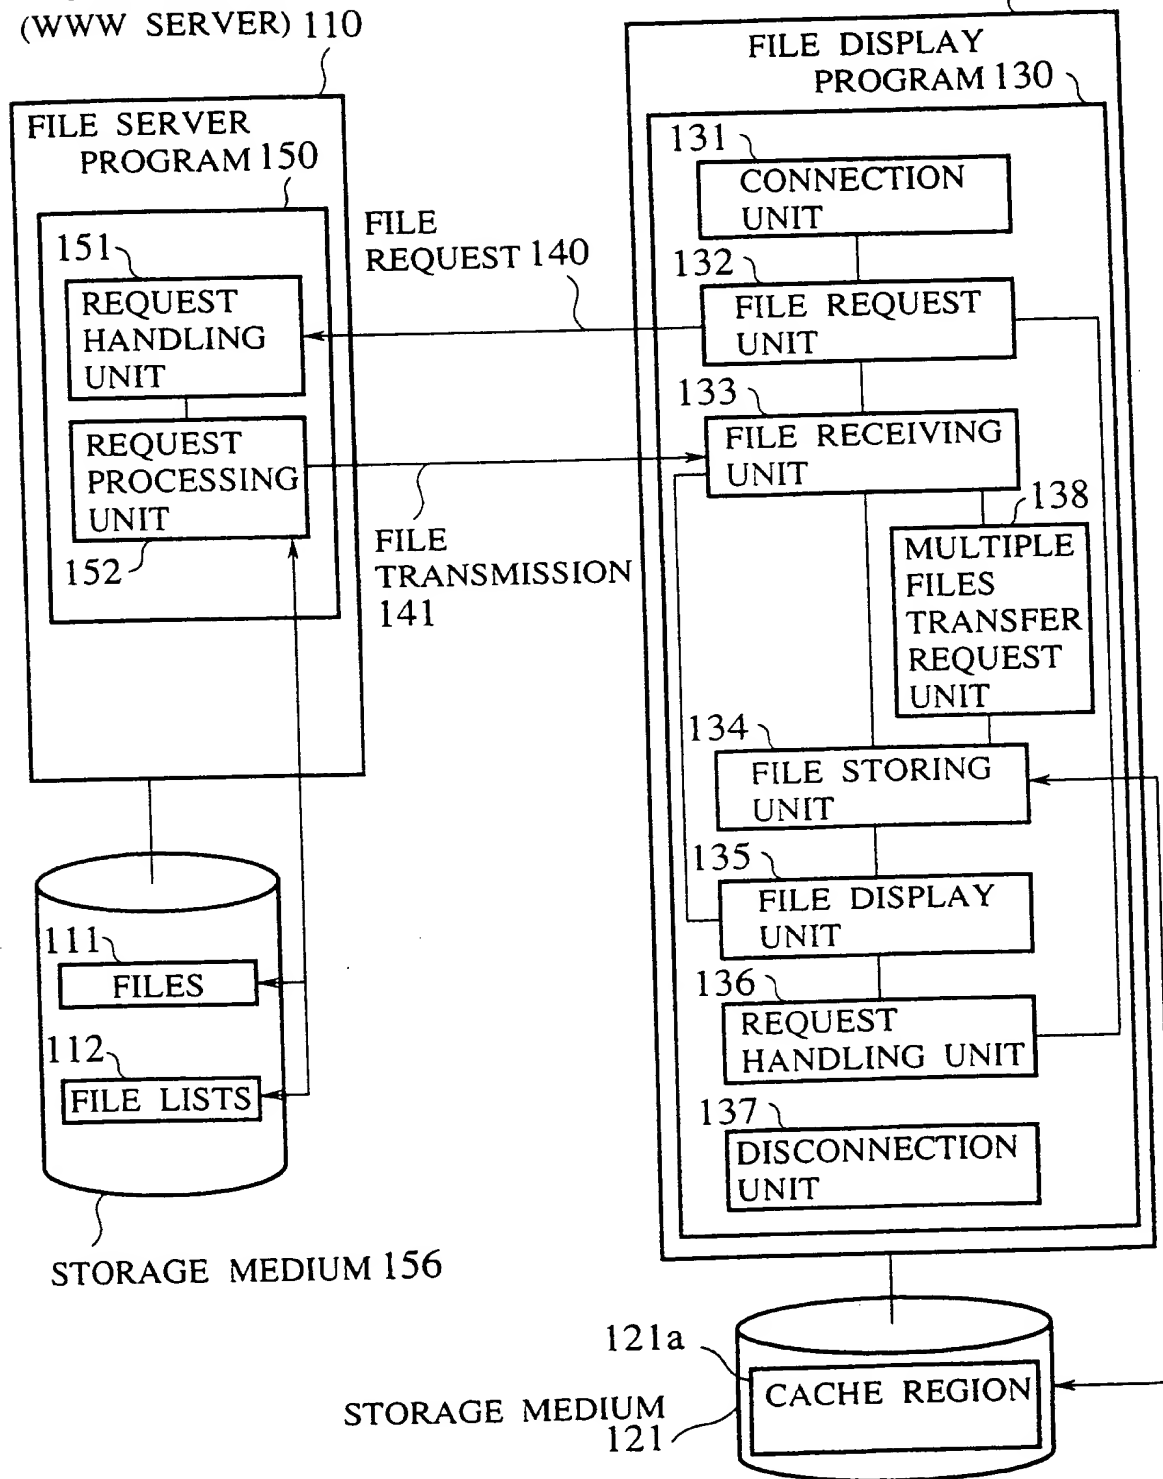 (WWW SERVER) 110
FILE SERVER
PROGRAM 150
151
REQUEST
HANDLING
UNIT
REQUEST
PROCESSING
UNIT
152
FILE
REQUEST 140
FILE
TRANSMISSION
141
111
FILES
112
FILE LISTS
STORAGE MEDIUM 156
FILE DISPLAY
PROGRAM 130
131
CONNECTION
UNIT
132
FILE REQUEST
UNIT
133
FILE RECEIVING
UNIT
138
MULTIPLE
FILES
TRANSFER
REQUEST
UNIT
134
FILE STORING
UNIT
135
FILE DISPLAY
UNIT
136
REQUEST
HANDLING UNIT
137
DISCONNECTION
UNIT
121a
CACHE REGION
STORAGE MEDIUM
121